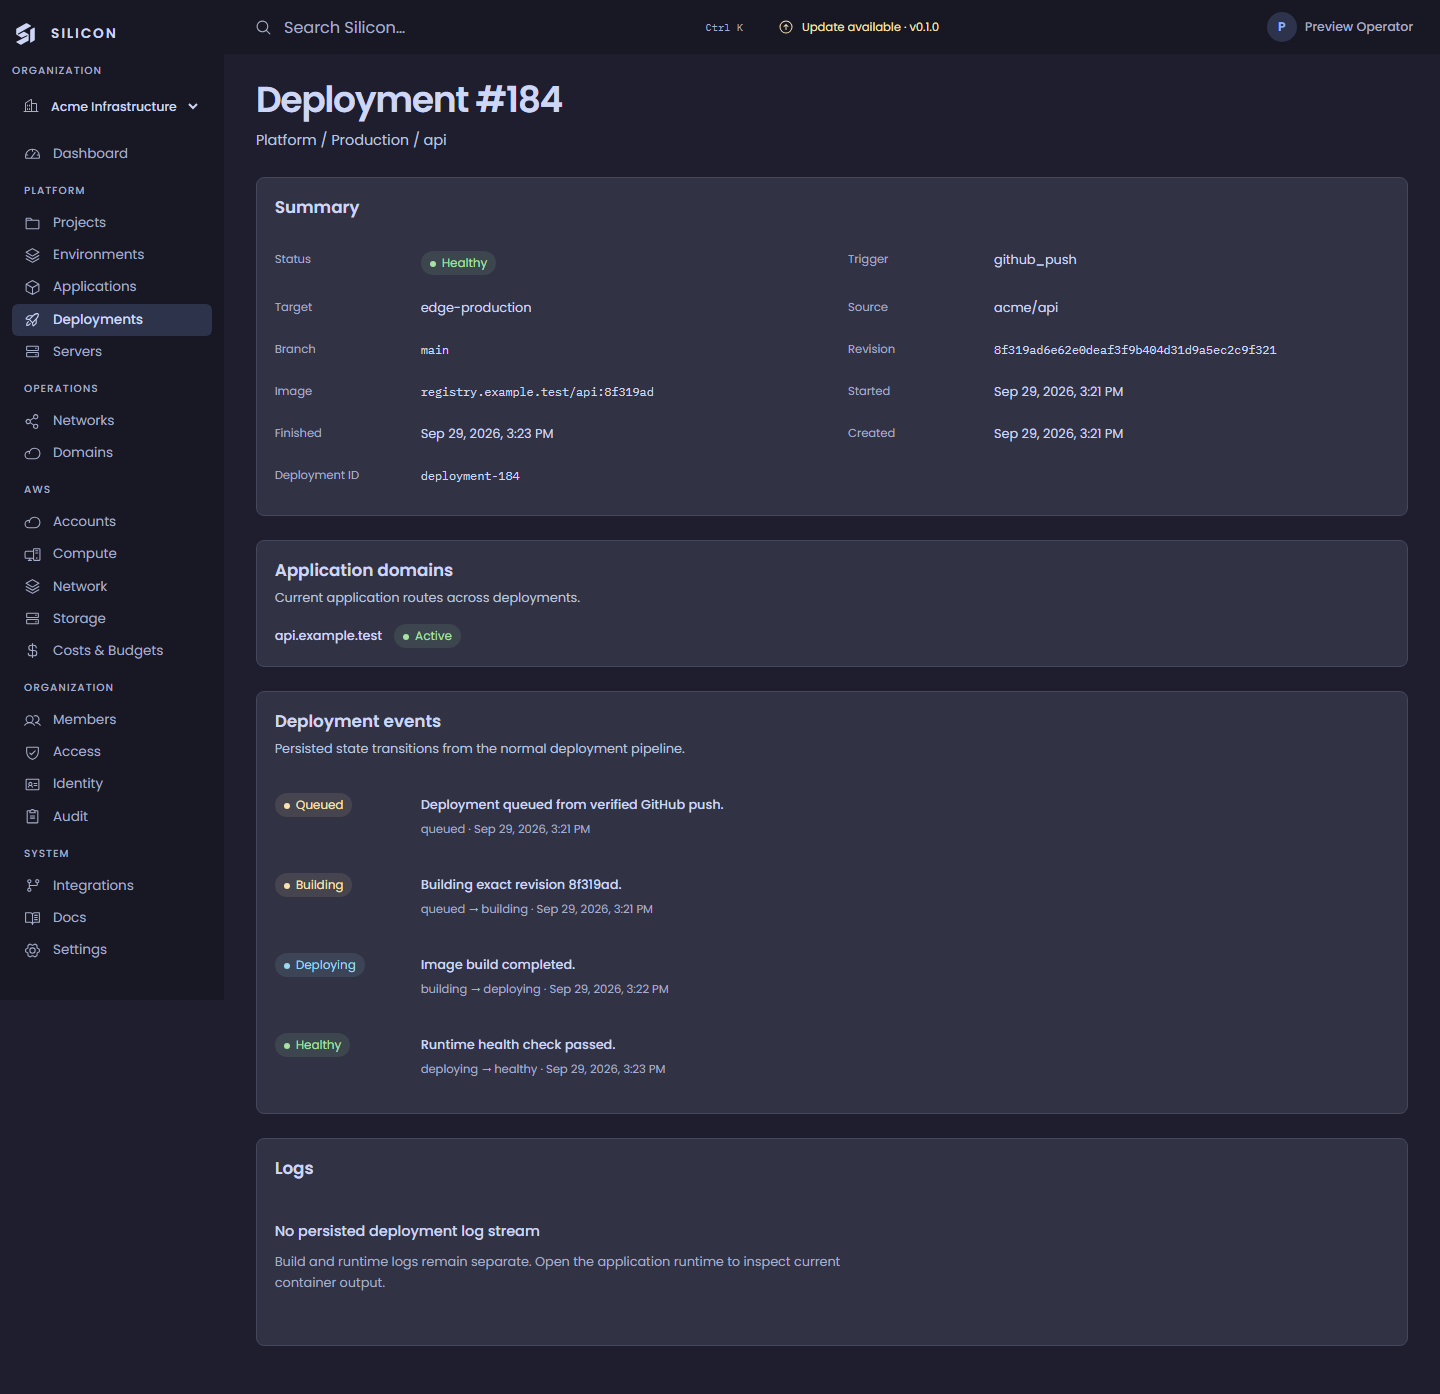 SILICON
ORGANIZATION
Acme Infrastructure
Dashboard
PLATFORM
Projects
Environments
Applications
Deployments
Servers
OPERATIONS
Networks
Domains
AWS
Accounts
Compute
Network
Storage
Costs & Budgets
ORGANIZATION
Members
Access
Identity
Audit
SYSTEM
Integrations
Docs
Settings
Search Silicon...
Ctrl K
Update available · v0.1.0
P
Preview Operator
Deployment #184
Platform / Production / api
Summary
Status
Healthy
Trigger
github_push
Target
edge-production
Source
acme/api
Branch
main
Revision
8f319ad6e62e0deaf3f9b404d31d9a5ec2c9f321
Image
registry.example.test/api:8f319ad
Started
Sep 29, 2026, 3:21 PM
Finished
Sep 29, 2026, 3:23 PM
Created
Sep 29, 2026, 3:21 PM
Deployment ID
deployment-184
Application domains
Current application routes across deployments.
api.example.test
Active
Deployment events
Persisted state transitions from the normal deployment pipeline.
Queued
Deployment queued from verified GitHub push.
queued · Sep 29, 2026, 3:21 PM
Building
Building exact revision 8f319ad.
queued → building · Sep 29, 2026, 3:21 PM
Deploying
Image build completed.
building → deploying · Sep 29, 2026, 3:22 PM
Healthy
Runtime health check passed.
deploying → healthy · Sep 29, 2026, 3:23 PM
Logs
No persisted deployment log stream
Build and runtime logs remain separate. Open the application runtime to inspect current
container output.